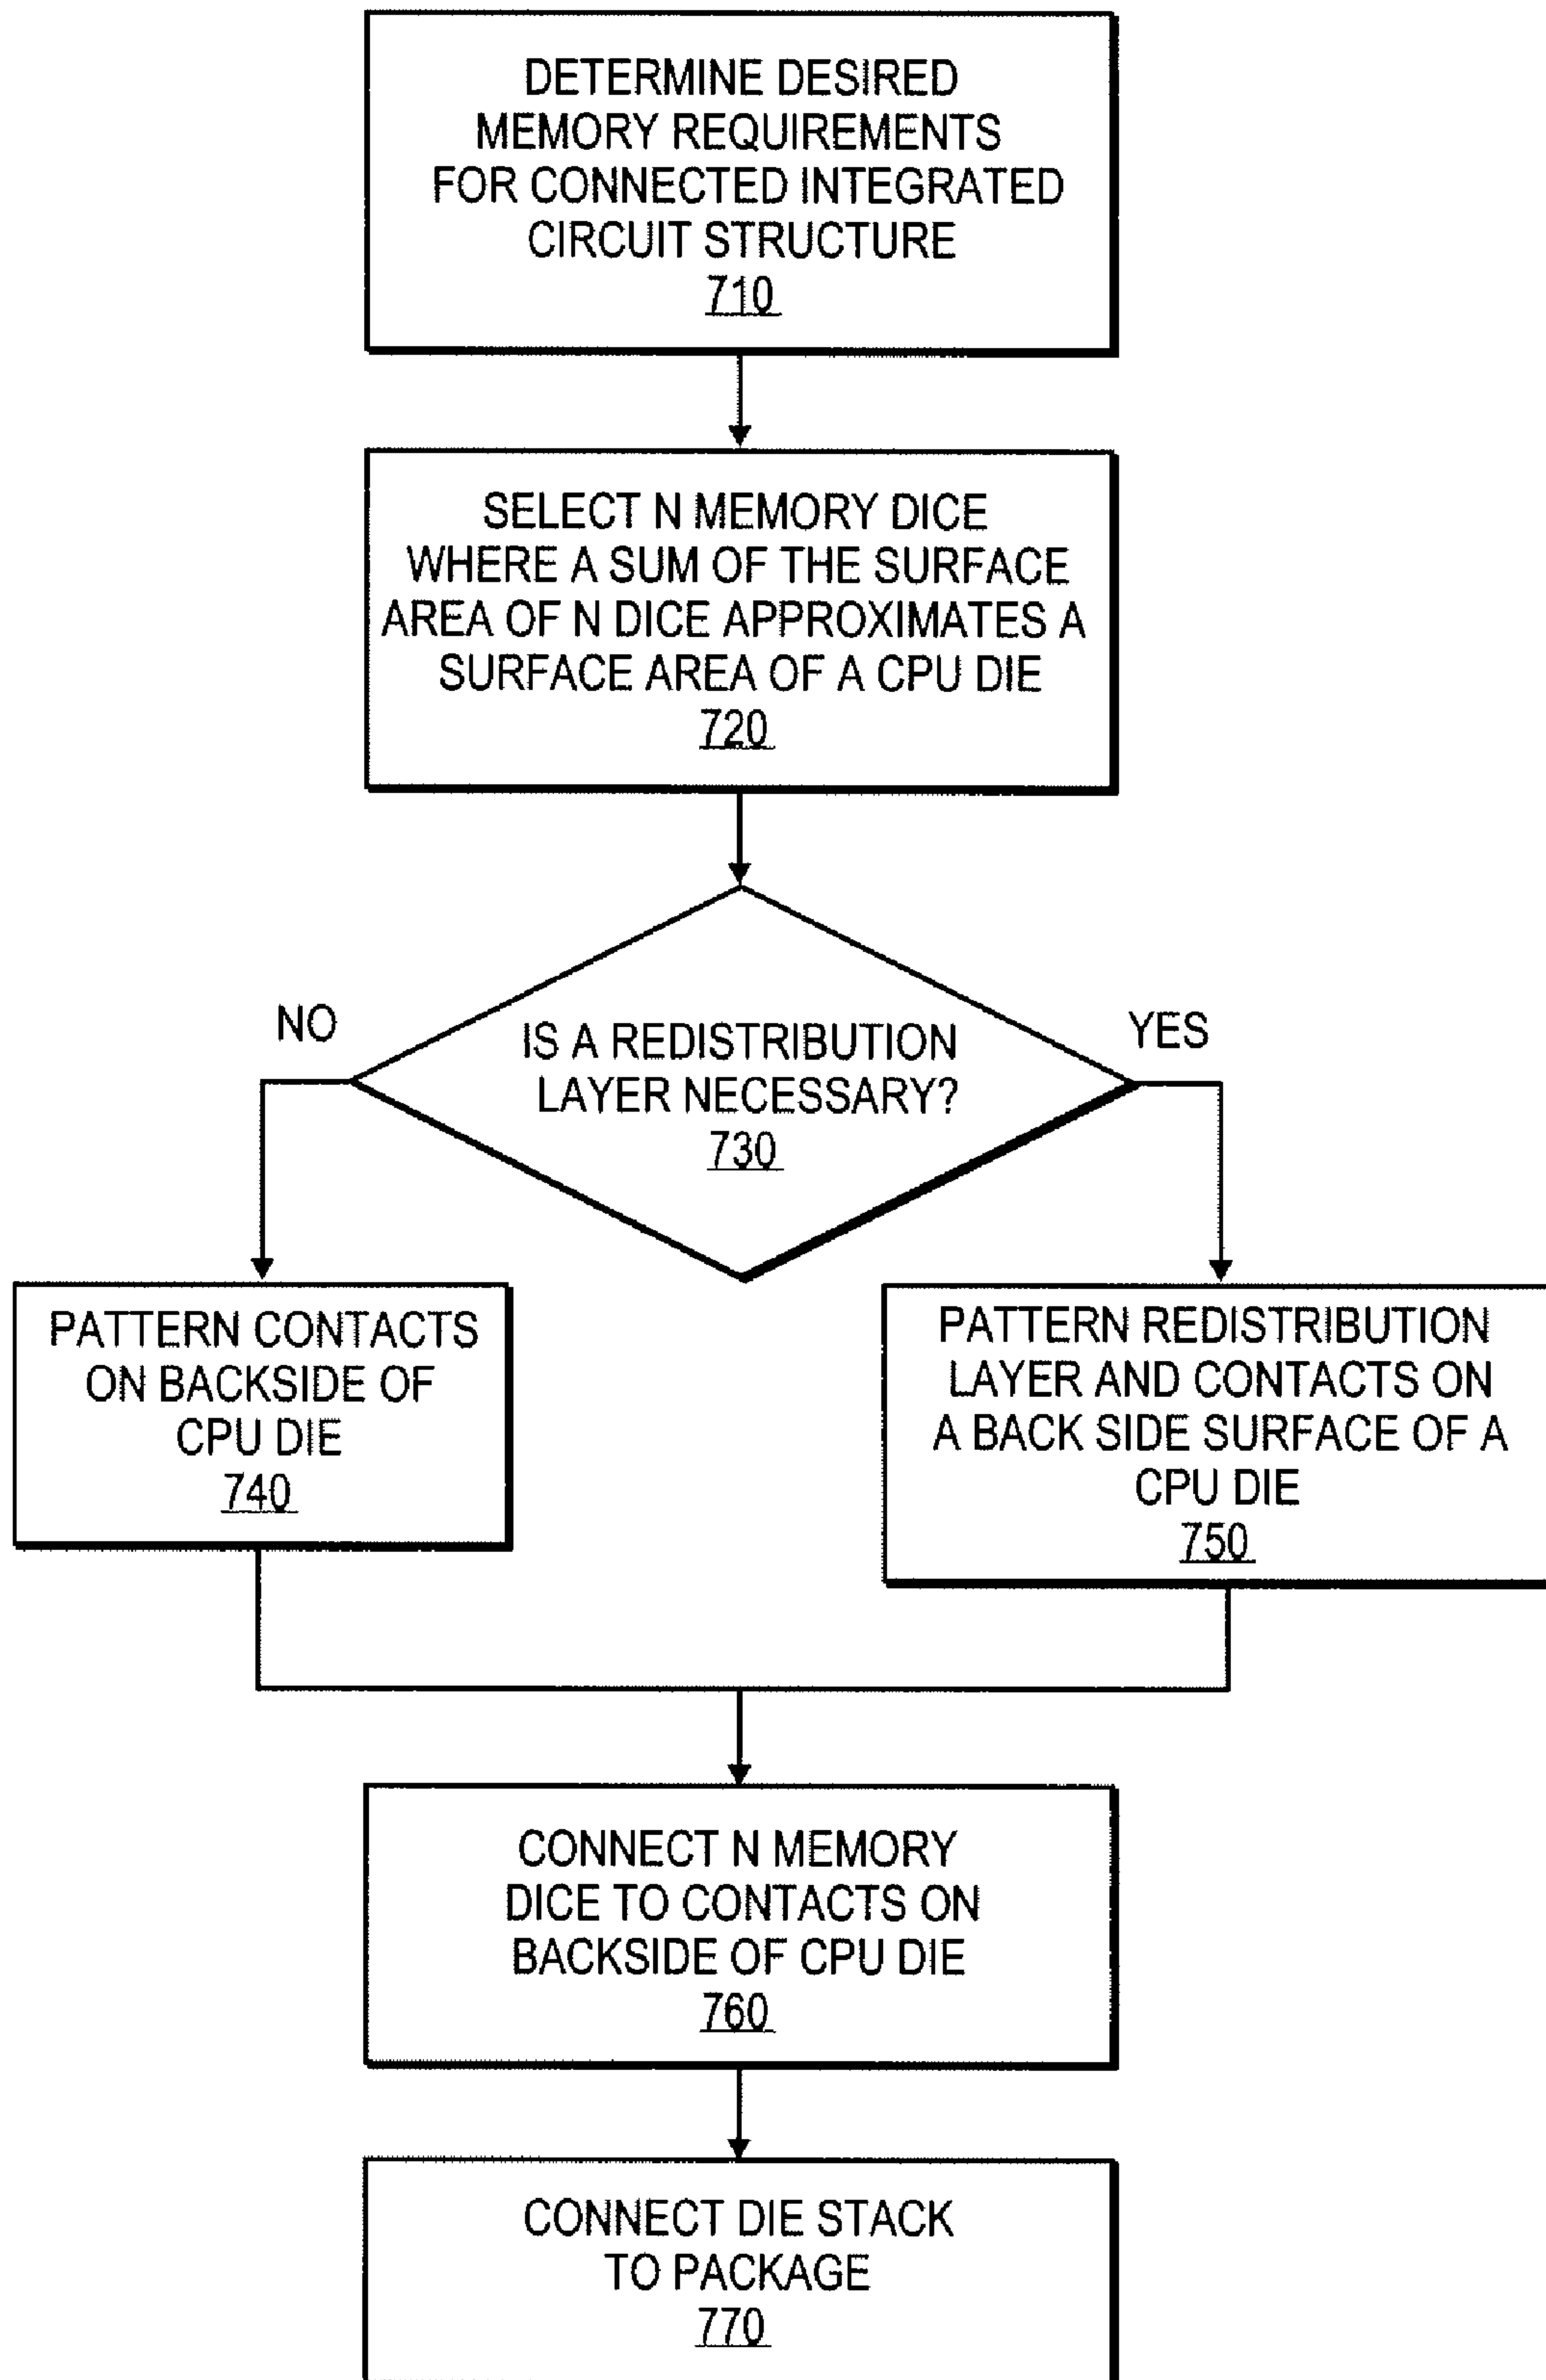 DETERMINE DESIRED
MEMORY REQUIREMENTS
FOR CONNECTED INTEGRATED
CIRCUIT STRUCTURE
710
SELECT N MEMORY DICE
WHERE A SUM OF THE SURFACE
AREA OF N DICE APPROXIMATES A
SURFACE AREA OF A CPU DIE
720
IS A REDISTRIBUTION
LAYER NECESSARY?
730
NO
YES
PATTERN CONTACTS
ON BACKSIDE OF
CPU DIE
740
PATTERN REDISTRIBUTION
LAYER AND CONTACTS ON
A BACK SIDE SURFACE OF A
CPU DIE
750
CONNECT N MEMORY
DICE TO CONTACTS ON
BACKSIDE OF CPU DIE
760
CONNECT DIE STACK
TO PACKAGE
770